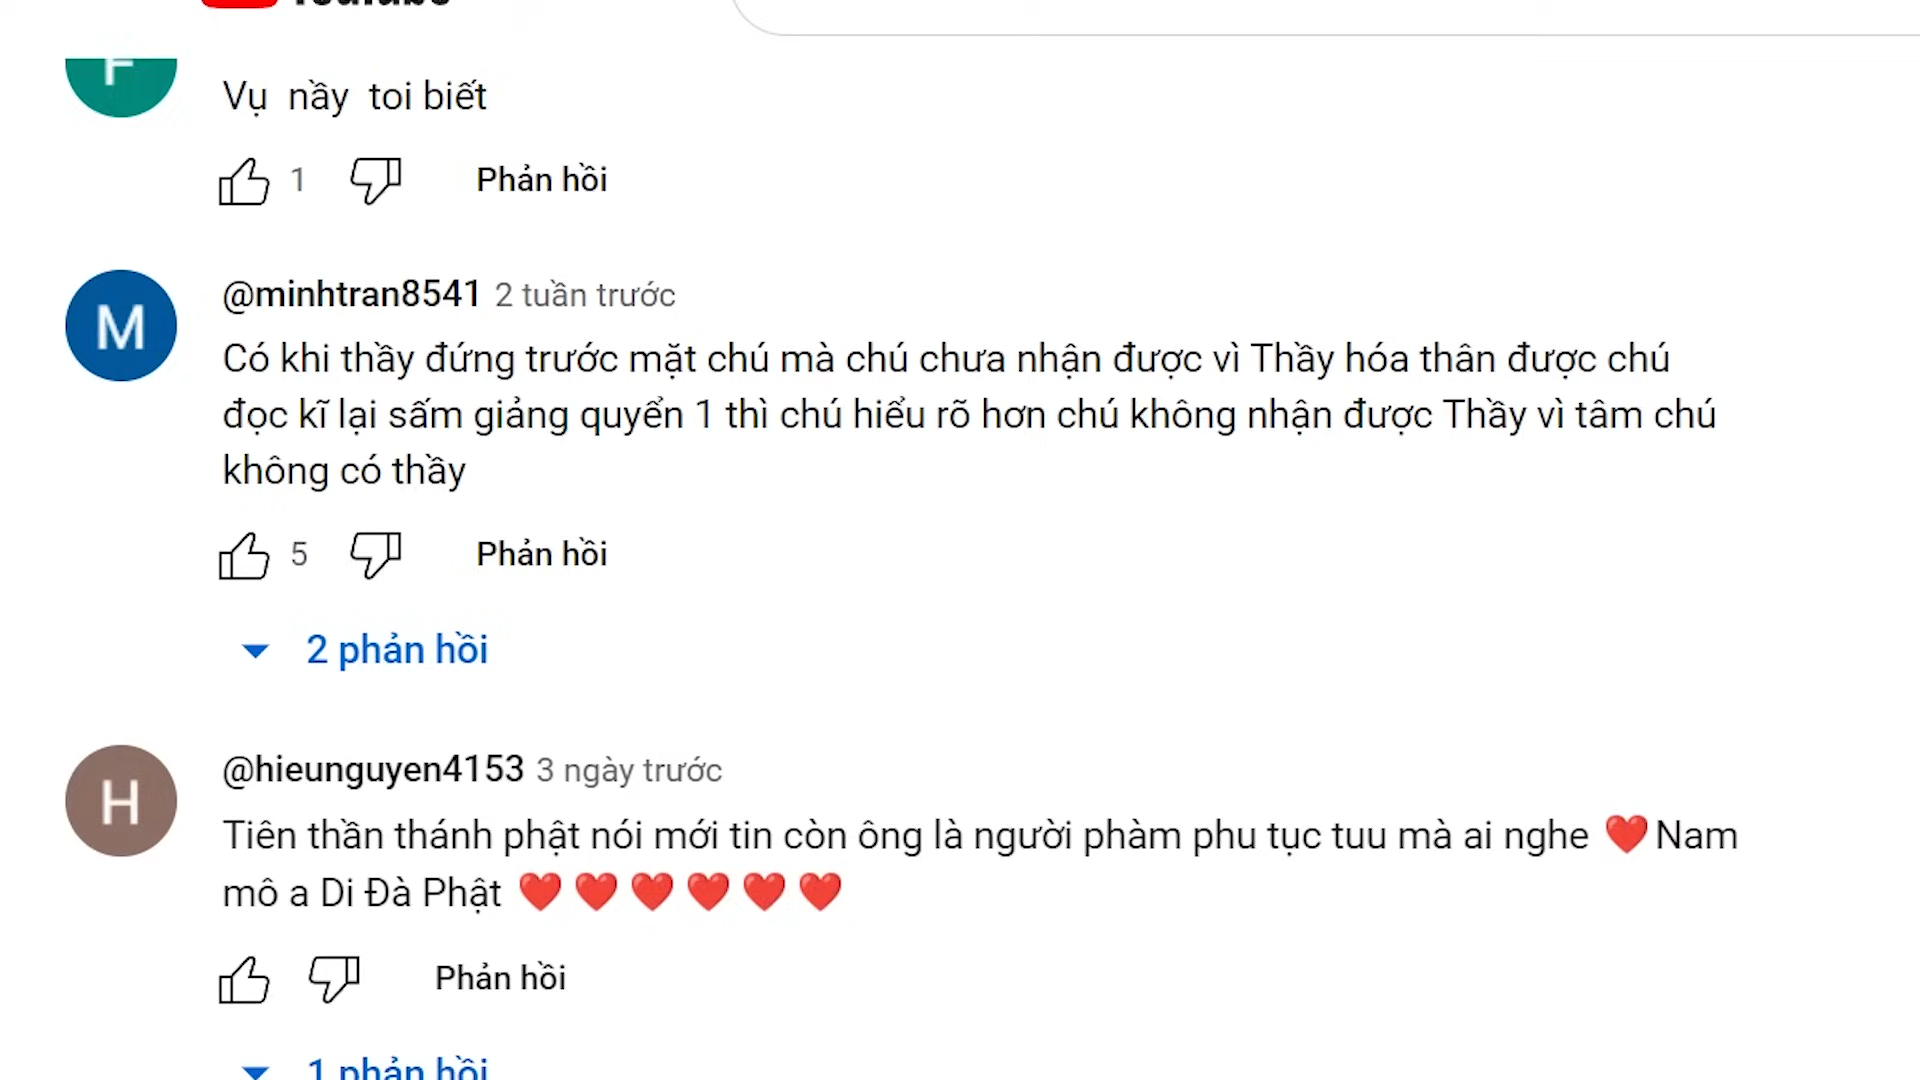 YouTube
F
Vụ nầy toi biết
1 Phản hồi
M
@minhtran8541 2 tuần trước
Có khi thầy đứng trước mặt chú mà chú chưa nhận được vì Thầy hóa thân được chú
đọc kĩ lại sấm giảng quyển 1 thì chú hiểu rõ hơn chú không nhận được Thầy vì tâm chú
không có thầy
5 Phản hồi
2 phản hồi
H
@hieunguyen4153 3 ngày trước
Tiên thần thánh phật nói mới tin còn ông là người phàm phu tục tuu mà ai nghe ❤️Nam
mô a Di Đà Phật ❤️❤️❤️❤️❤️❤️
Phản hồi
1 phản hồi